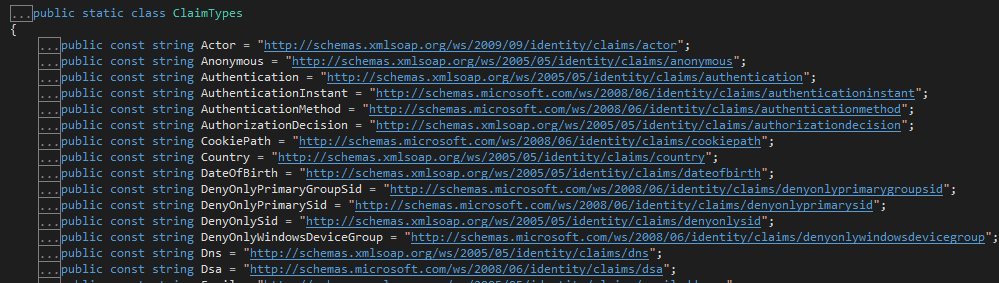 ...public static class ClaimTypes
{
...public const string Actor = "http://schemas.xmlsoap.org/ws/2009/09/identity/claims/actor";
...public const string Anonymous = "http://schemas.xmlsoap.org/ws/2005/05/identity/claims/anonymous";
...public const string Authentication = "http://schemas.xmlsoap.org/ws/2005/05/identity/claims/authentication";
...public const string AuthenticationInstant = "http://schemas.microsoft.com/ws/2008/06/identity/claims/authenticationinstant";
...public const string AuthenticationMethod = "http://schemas.microsoft.com/ws/2008/06/identity/claims/authenticationmethod";
...public const string AuthorizationDecision = "http://schemas.xmlsoap.org/ws/2005/05/identity/claims/authorizationdecision";
...public const string CookiePath = "http://schemas.microsoft.com/ws/2008/06/identity/claims/cookiepath";
...public const string Country = "http://schemas.xmlsoap.org/ws/2005/05/identity/claims/country";
...public const string DateOfBirth = "http://schemas.xmlsoap.org/ws/2005/05/identity/claims/dateofbirth";
...public const string DenyOnlyPrimaryGroupSid = "http://schemas.microsoft.com/ws/2008/06/identity/claims/denyonlyprimarygroupsid";
...public const string DenyOnlyPrimarySid = "http://schemas.microsoft.com/ws/2008/06/identity/claims/denyonlyprimarysid";
...public const string DenyOnlySid = "http://schemas.xmlsoap.org/ws/2005/05/identity/claims/denyonlysid";
...public const string DenyOnlyWindowsDeviceGroup = "http://schemas.microsoft.com/ws/2008/06/identity/claims/denyonlywindowsdevicegroup";
...public const string Dns = "http://schemas.xmlsoap.org/ws/2005/05/identity/claims/dns";
...public const string Dsa = "http://schemas.microsoft.com/ws/2008/06/identity/claims/dsa";